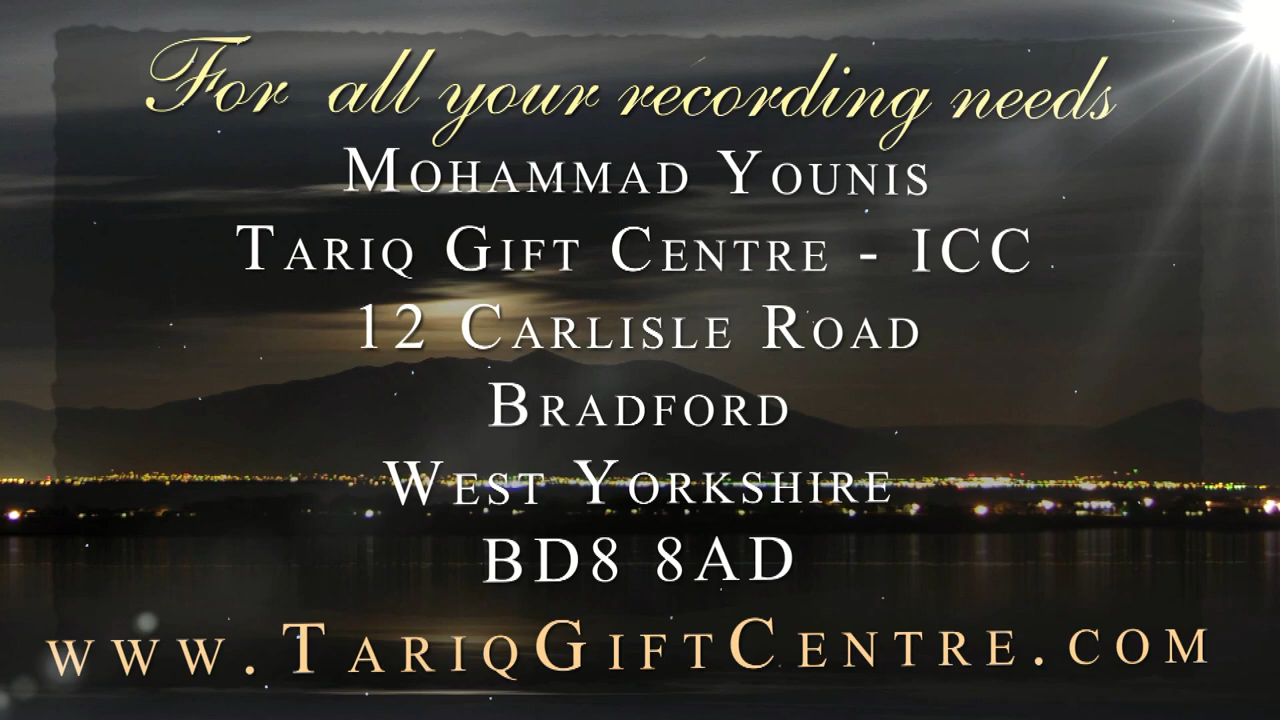 For all your recording needs
Mohammad Younis
Tariq Gift Centre - ICC
12 Carlisle Road
Bradford
West Yorkshire
BD8 8AD
www.TariqGiftCentre.com